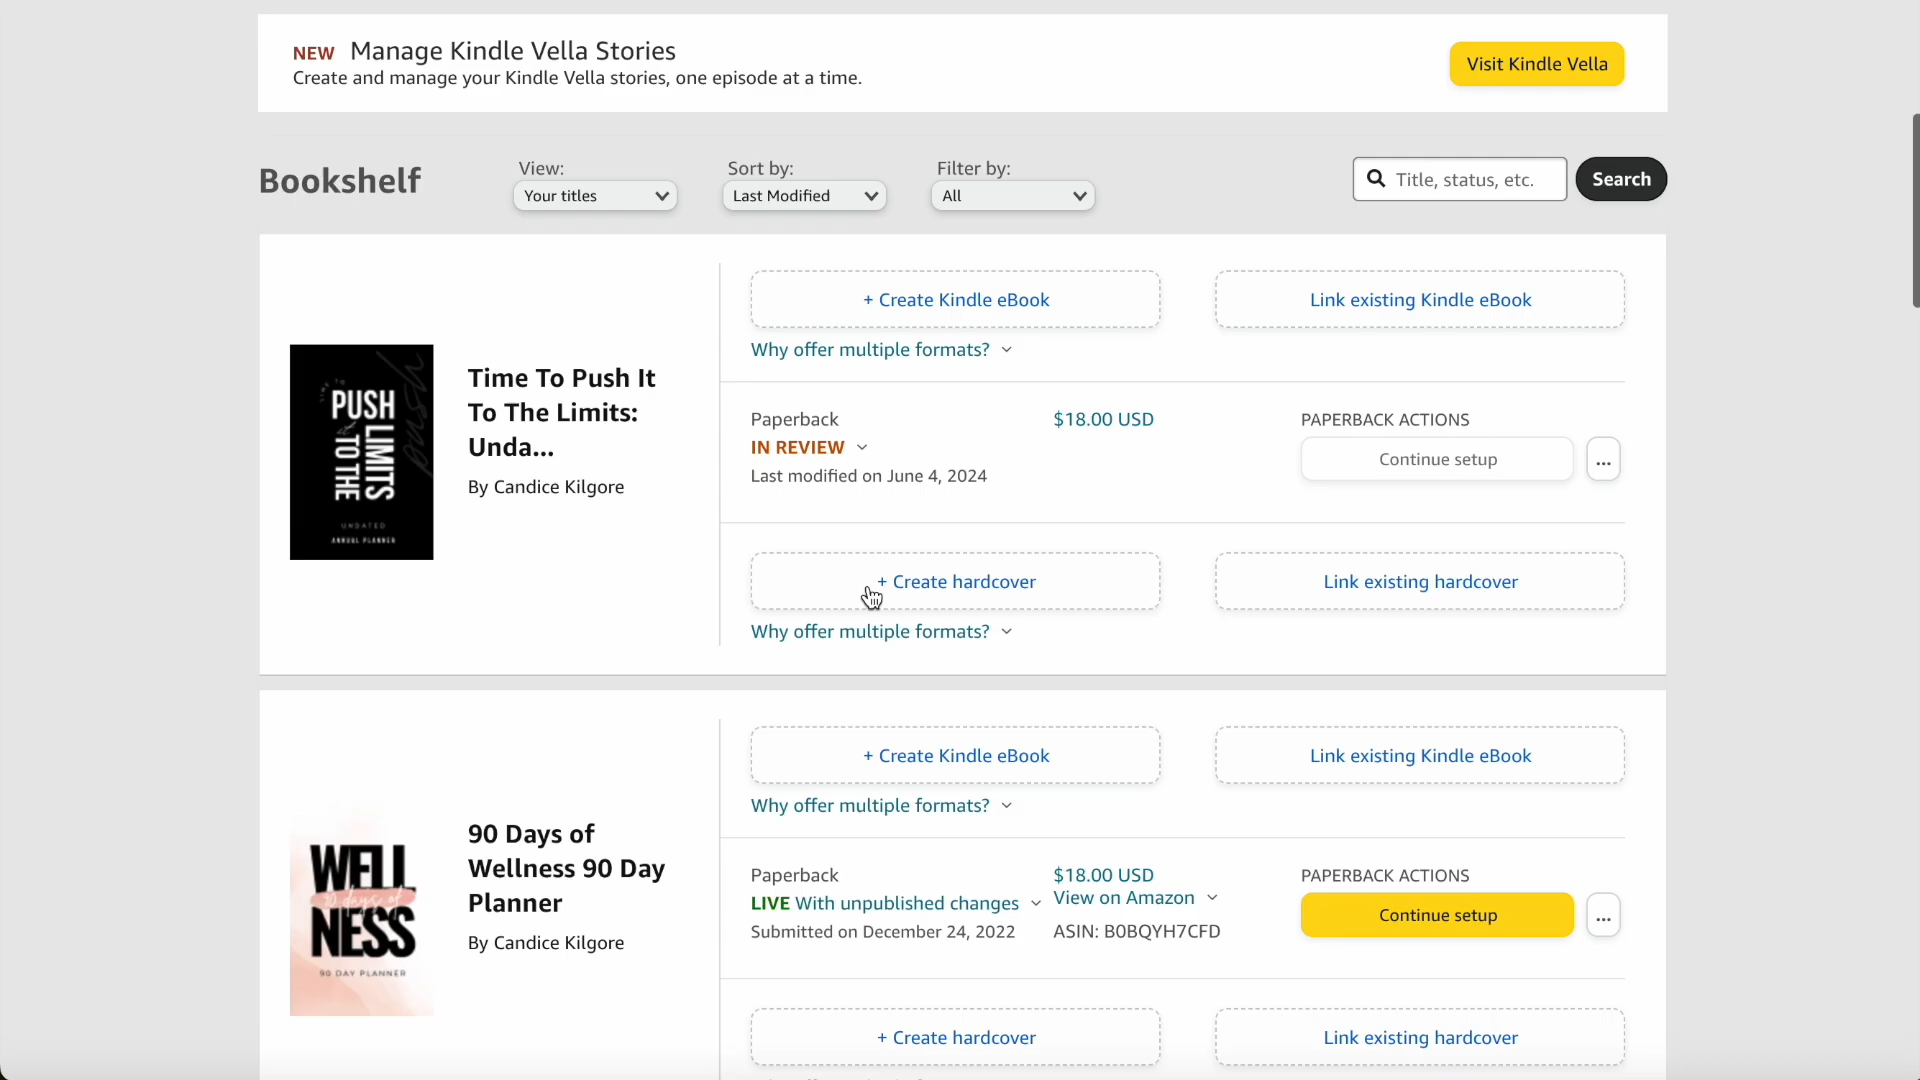 NEW Manage Kindle Vella Stories
Create and manage your Kindle Vella stories, one episode at a time.
Visit Kindle Vella
Bookshelf
View:
Your titles
Sort by:
Last Modified
Filter by:
All
Title, status, etc.
Search
PUSH
LIMITS
TO THE
push
UNDATED
ANNUAL PLANNER
Time To Push It
To The Limits:
Unda...
By Candice Kilgore
+ Create Kindle eBook
Link existing Kindle eBook
Why offer multiple formats?
Paperback
IN REVIEW
Last modified on June 4, 2024
$18.00 USD
PAPERBACK ACTIONS
Continue setup
...
+ Create hardcover
Link existing hardcover
Why offer multiple formats?
WELL
90 days of
NESS
90 DAY PLANNER
90 Days of
Wellness 90 Day
Planner
By Candice Kilgore
+ Create Kindle eBook
Link existing Kindle eBook
Why offer multiple formats?
Paperback
LIVE With unpublished changes
Submitted on December 24, 2022
$18.00 USD
View on Amazon
ASIN: B0BQYH7CFD
PAPERBACK ACTIONS
Continue setup
...
+ Create hardcover
Link existing hardcover